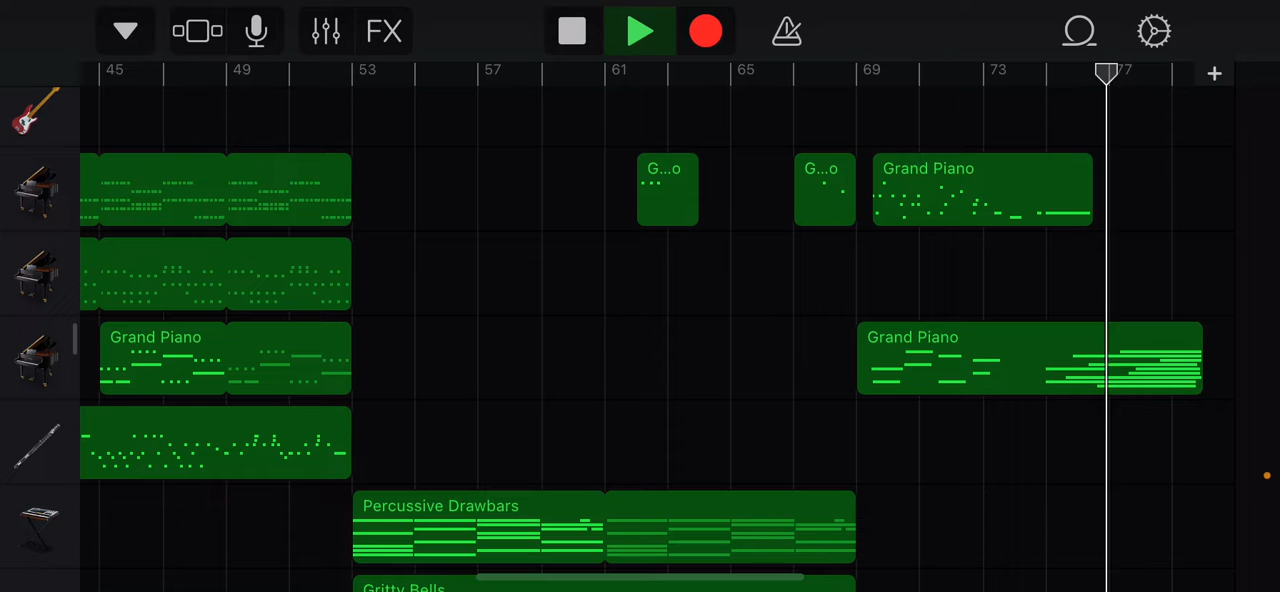 FX
45 49 53 57 61 65 69 73 77 +
G...o G...o Grand Piano
Grand Piano Grand Piano
Percussive Drawbars
Gritty Bells